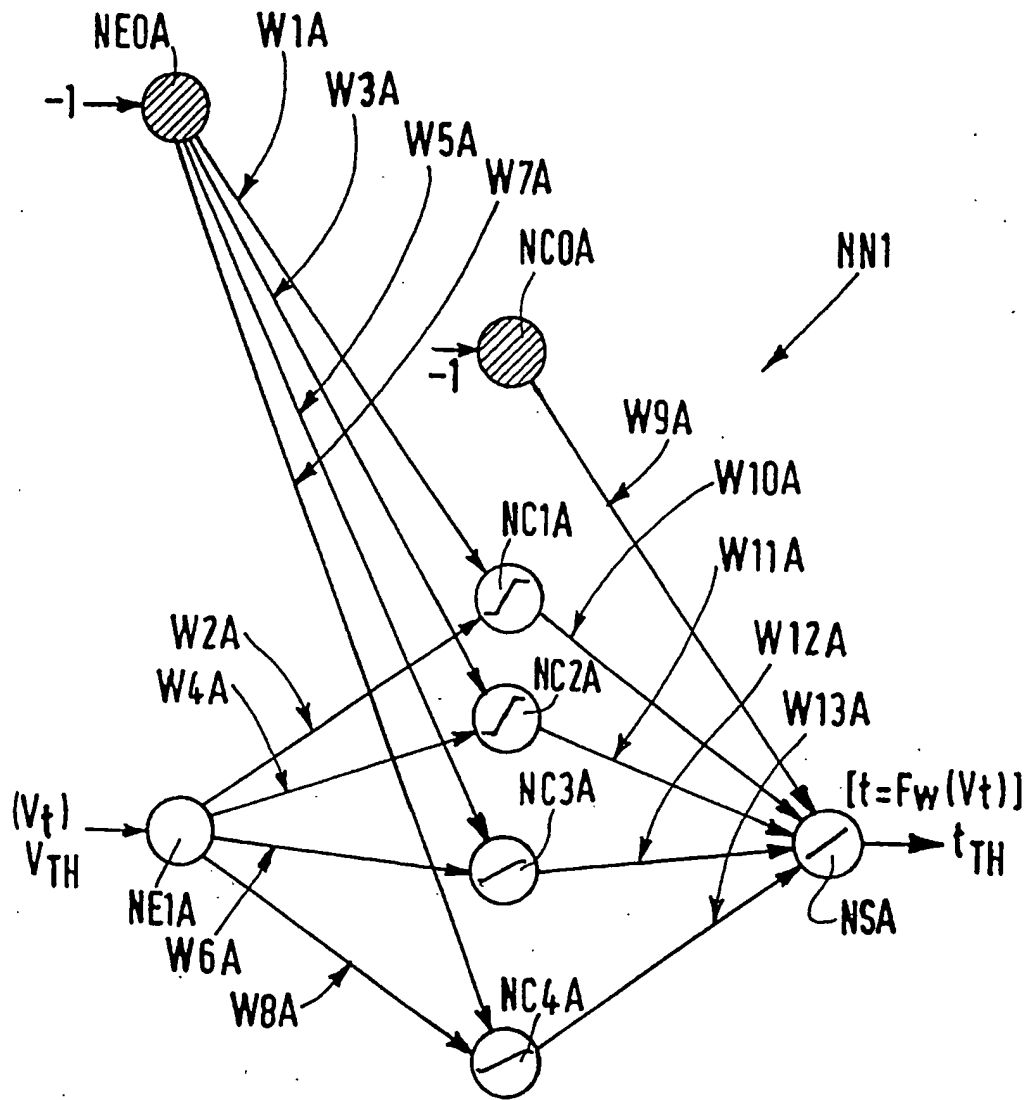 NE0A
W1A
W3A
W5A
W7A
-1
NC0A
NN1
-1
W9A
W10A
NC1A
W11A
W2A
W12A
W4A
NC2A
W13A
[t=Fw(Vt)]
(Vt)
VTH
NC3A
tTH
NE1A
NSA
W6A
W8A
NC4A